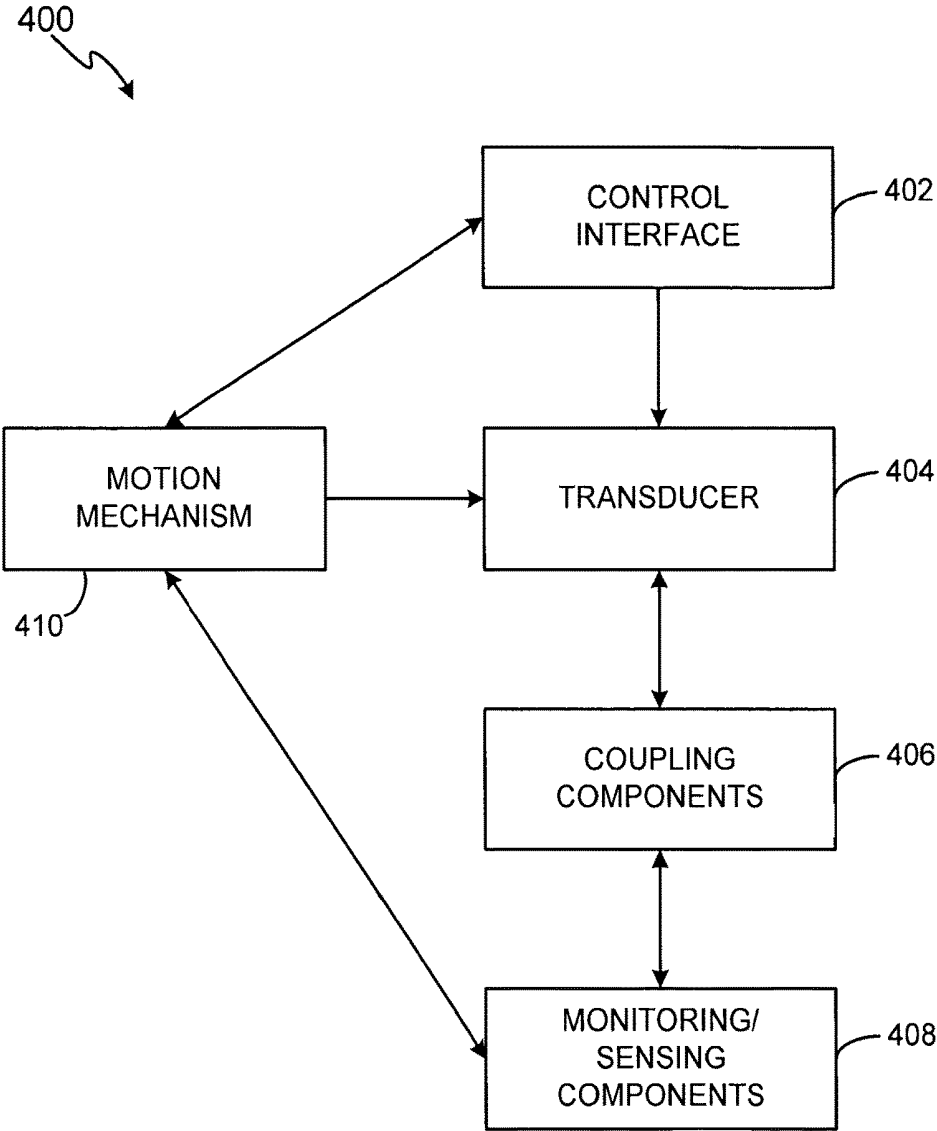 400
CONTROL
INTERFACE
402
MOTION
MECHANISM
410
TRANSDUCER
404
COUPLING
COMPONENTS
406
MONITORING/
SENSING
COMPONENTS
408